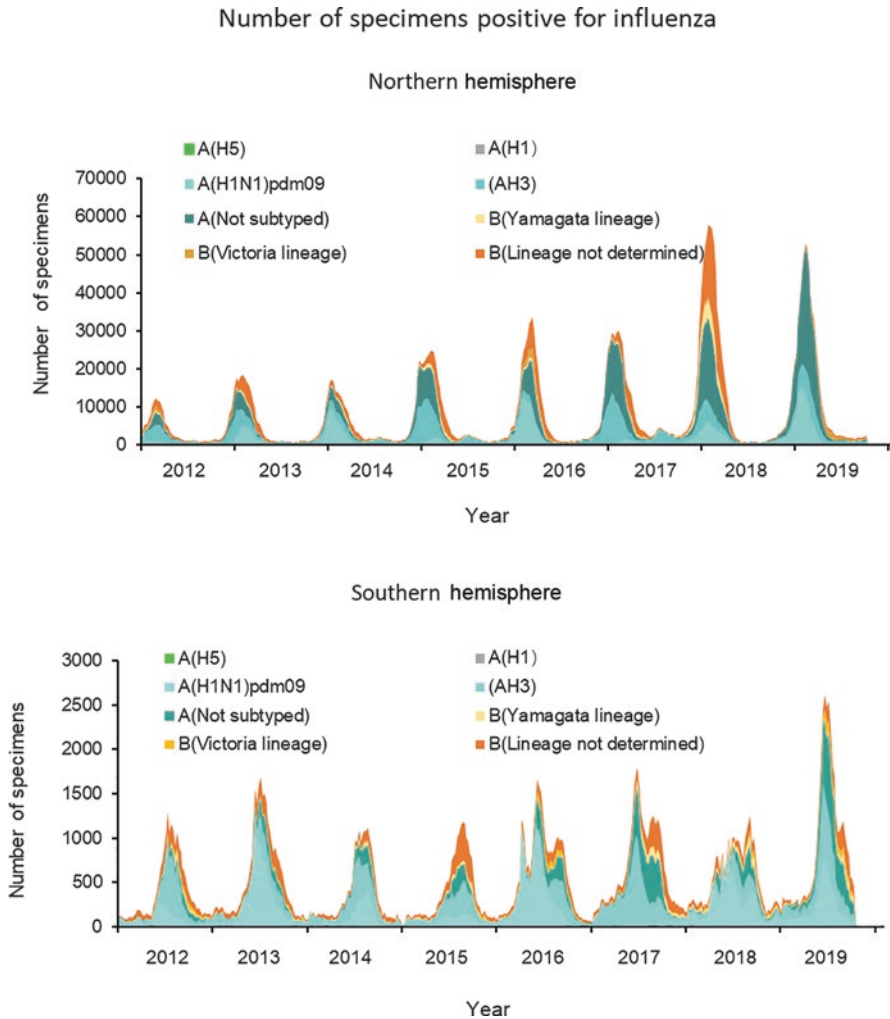 Number of specimens positive for influenza
Northern hemisphere
A(H5)
A(H1)
A(H1N1)pdm09
(AH3)
A(Not subtyped)
B(Yamagata lineage)
B(Victoria lineage)
B(Lineage not determined)
70000
60000
50000
40000
30000
20000
10000
0
Number of specimens
2012 2013 2014 2015 2016 2017 2018 2019
Year
Southern hemisphere
A(H5)
A(H1)
A(H1N1)pdm09
(AH3)
A(Not subtyped)
B(Yamagata lineage)
B(Victoria lineage)
B(Lineage not determined)
3000
2500
2000
1500
1000
500
0
Number of specimens
2012 2013 2014 2015 2016 2017 2018 2019
Year